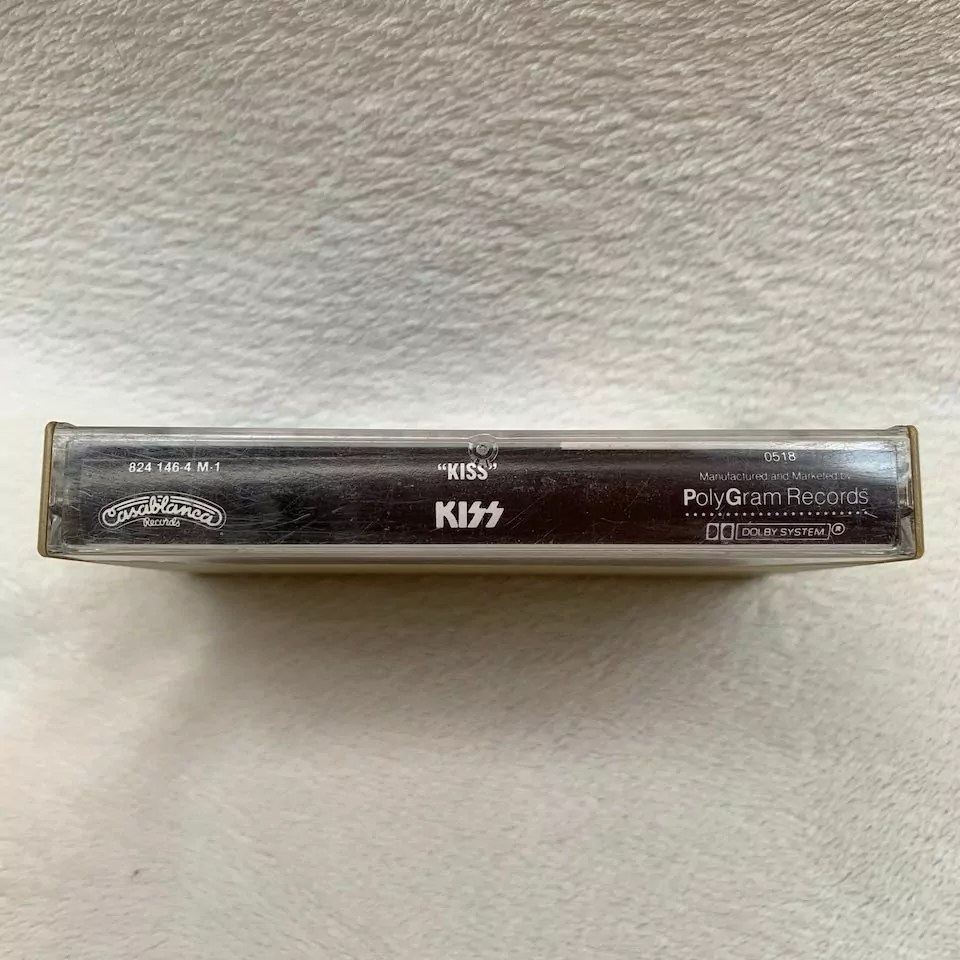 824 146-4 M-1
Casablanca
Records
"KISS"
KISS
0518
Manufactured and Marketed by
PolyGram Records
DOLBY SYSTEM ®